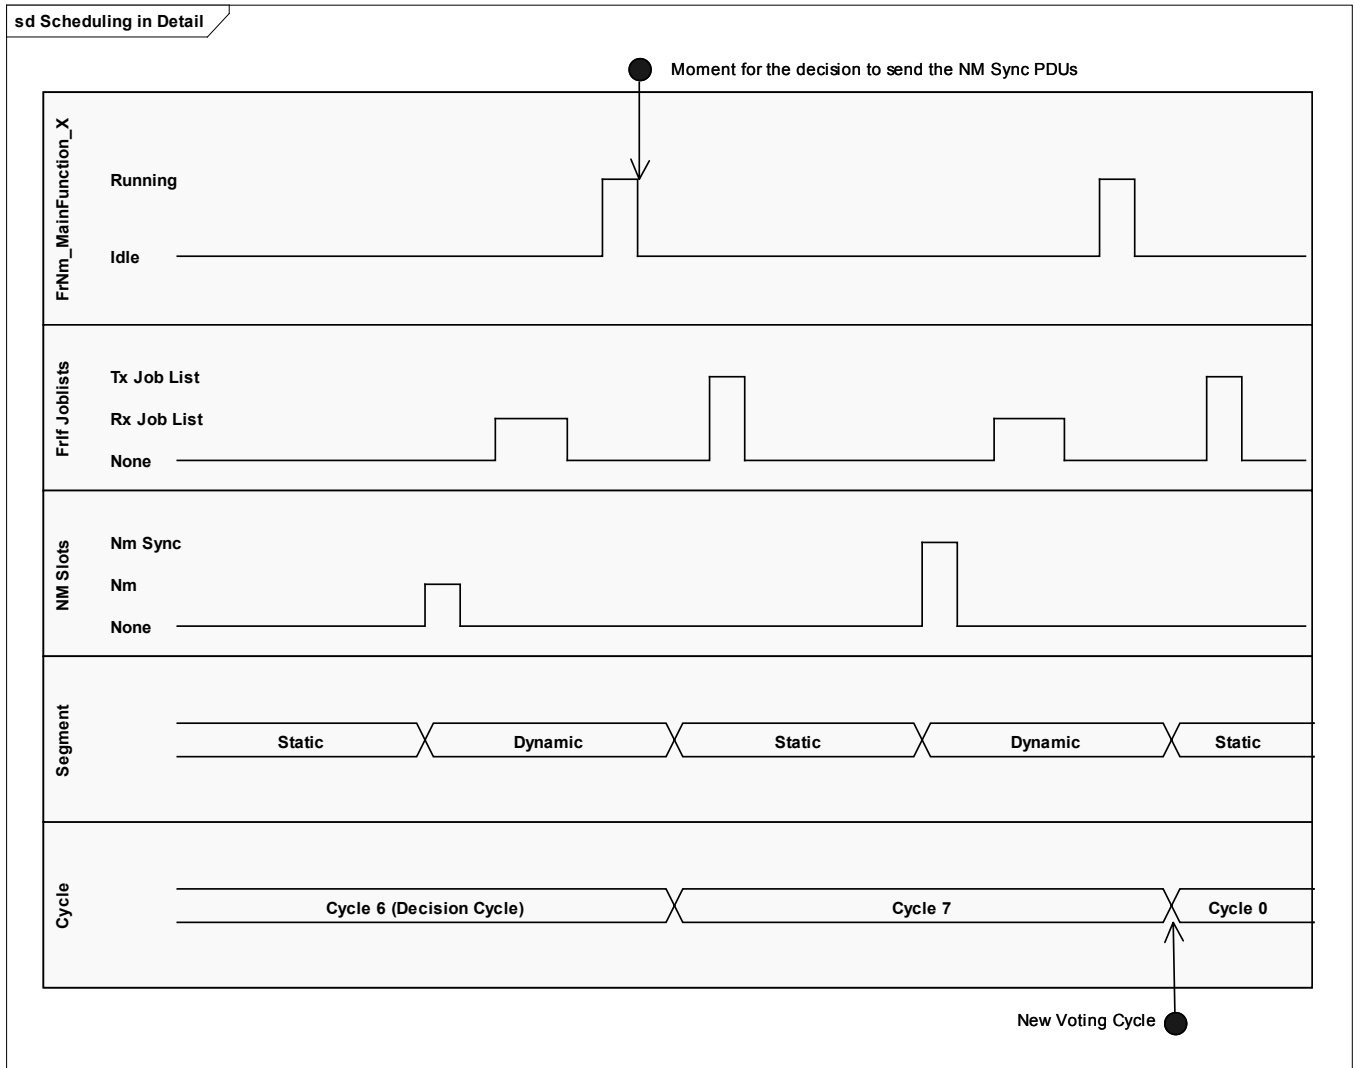 sd Scheduling in Detail
Moment for the decision to send the NM Sync PDUs
FrNm_MainFunction_X
Running
Idle
FrIf Joblists
Tx Job List
Rx Job List
None
NM Slots
Nm Sync
Nm
None
Segment
Static Dynamic Static Dynamic Static
Cycle
Cycle 6 (Decision Cycle) Cycle 7 Cycle 0
New Voting Cycle